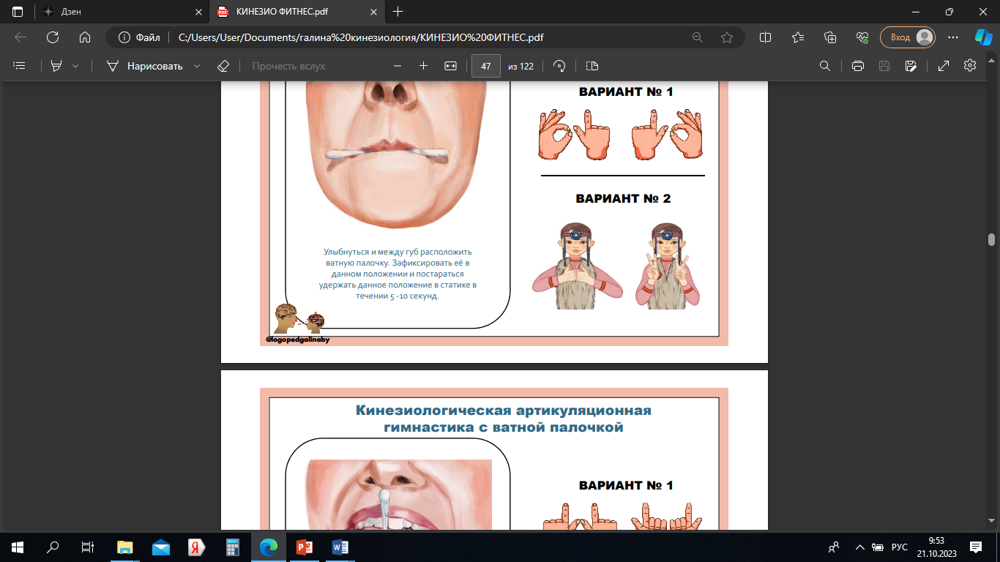 Дзен
КИНЕЗИО ФИТНЕС.pdf
Файл
C:/Users/User/Documents/галина%20кинезиология/КИНЕЗИО%20ФИТНЕС.pdf
Вход
Нарисовать
Прочесть вслух
47
из 122
ВАРИАНТ № 1
ВАРИАНТ № 2
Улыбнуться и между губ расположить
ватную палочку. Зафиксировать её в
данном положении и постараться
удержать данное положение в статике в
течении 5 -10 секунд.
@logopedgalinaby
Кинезиологическая артикуляционная
гимнастика с ватной палочкой
ВАРИАНТ № 1
РУС
9:53
21.10.2023